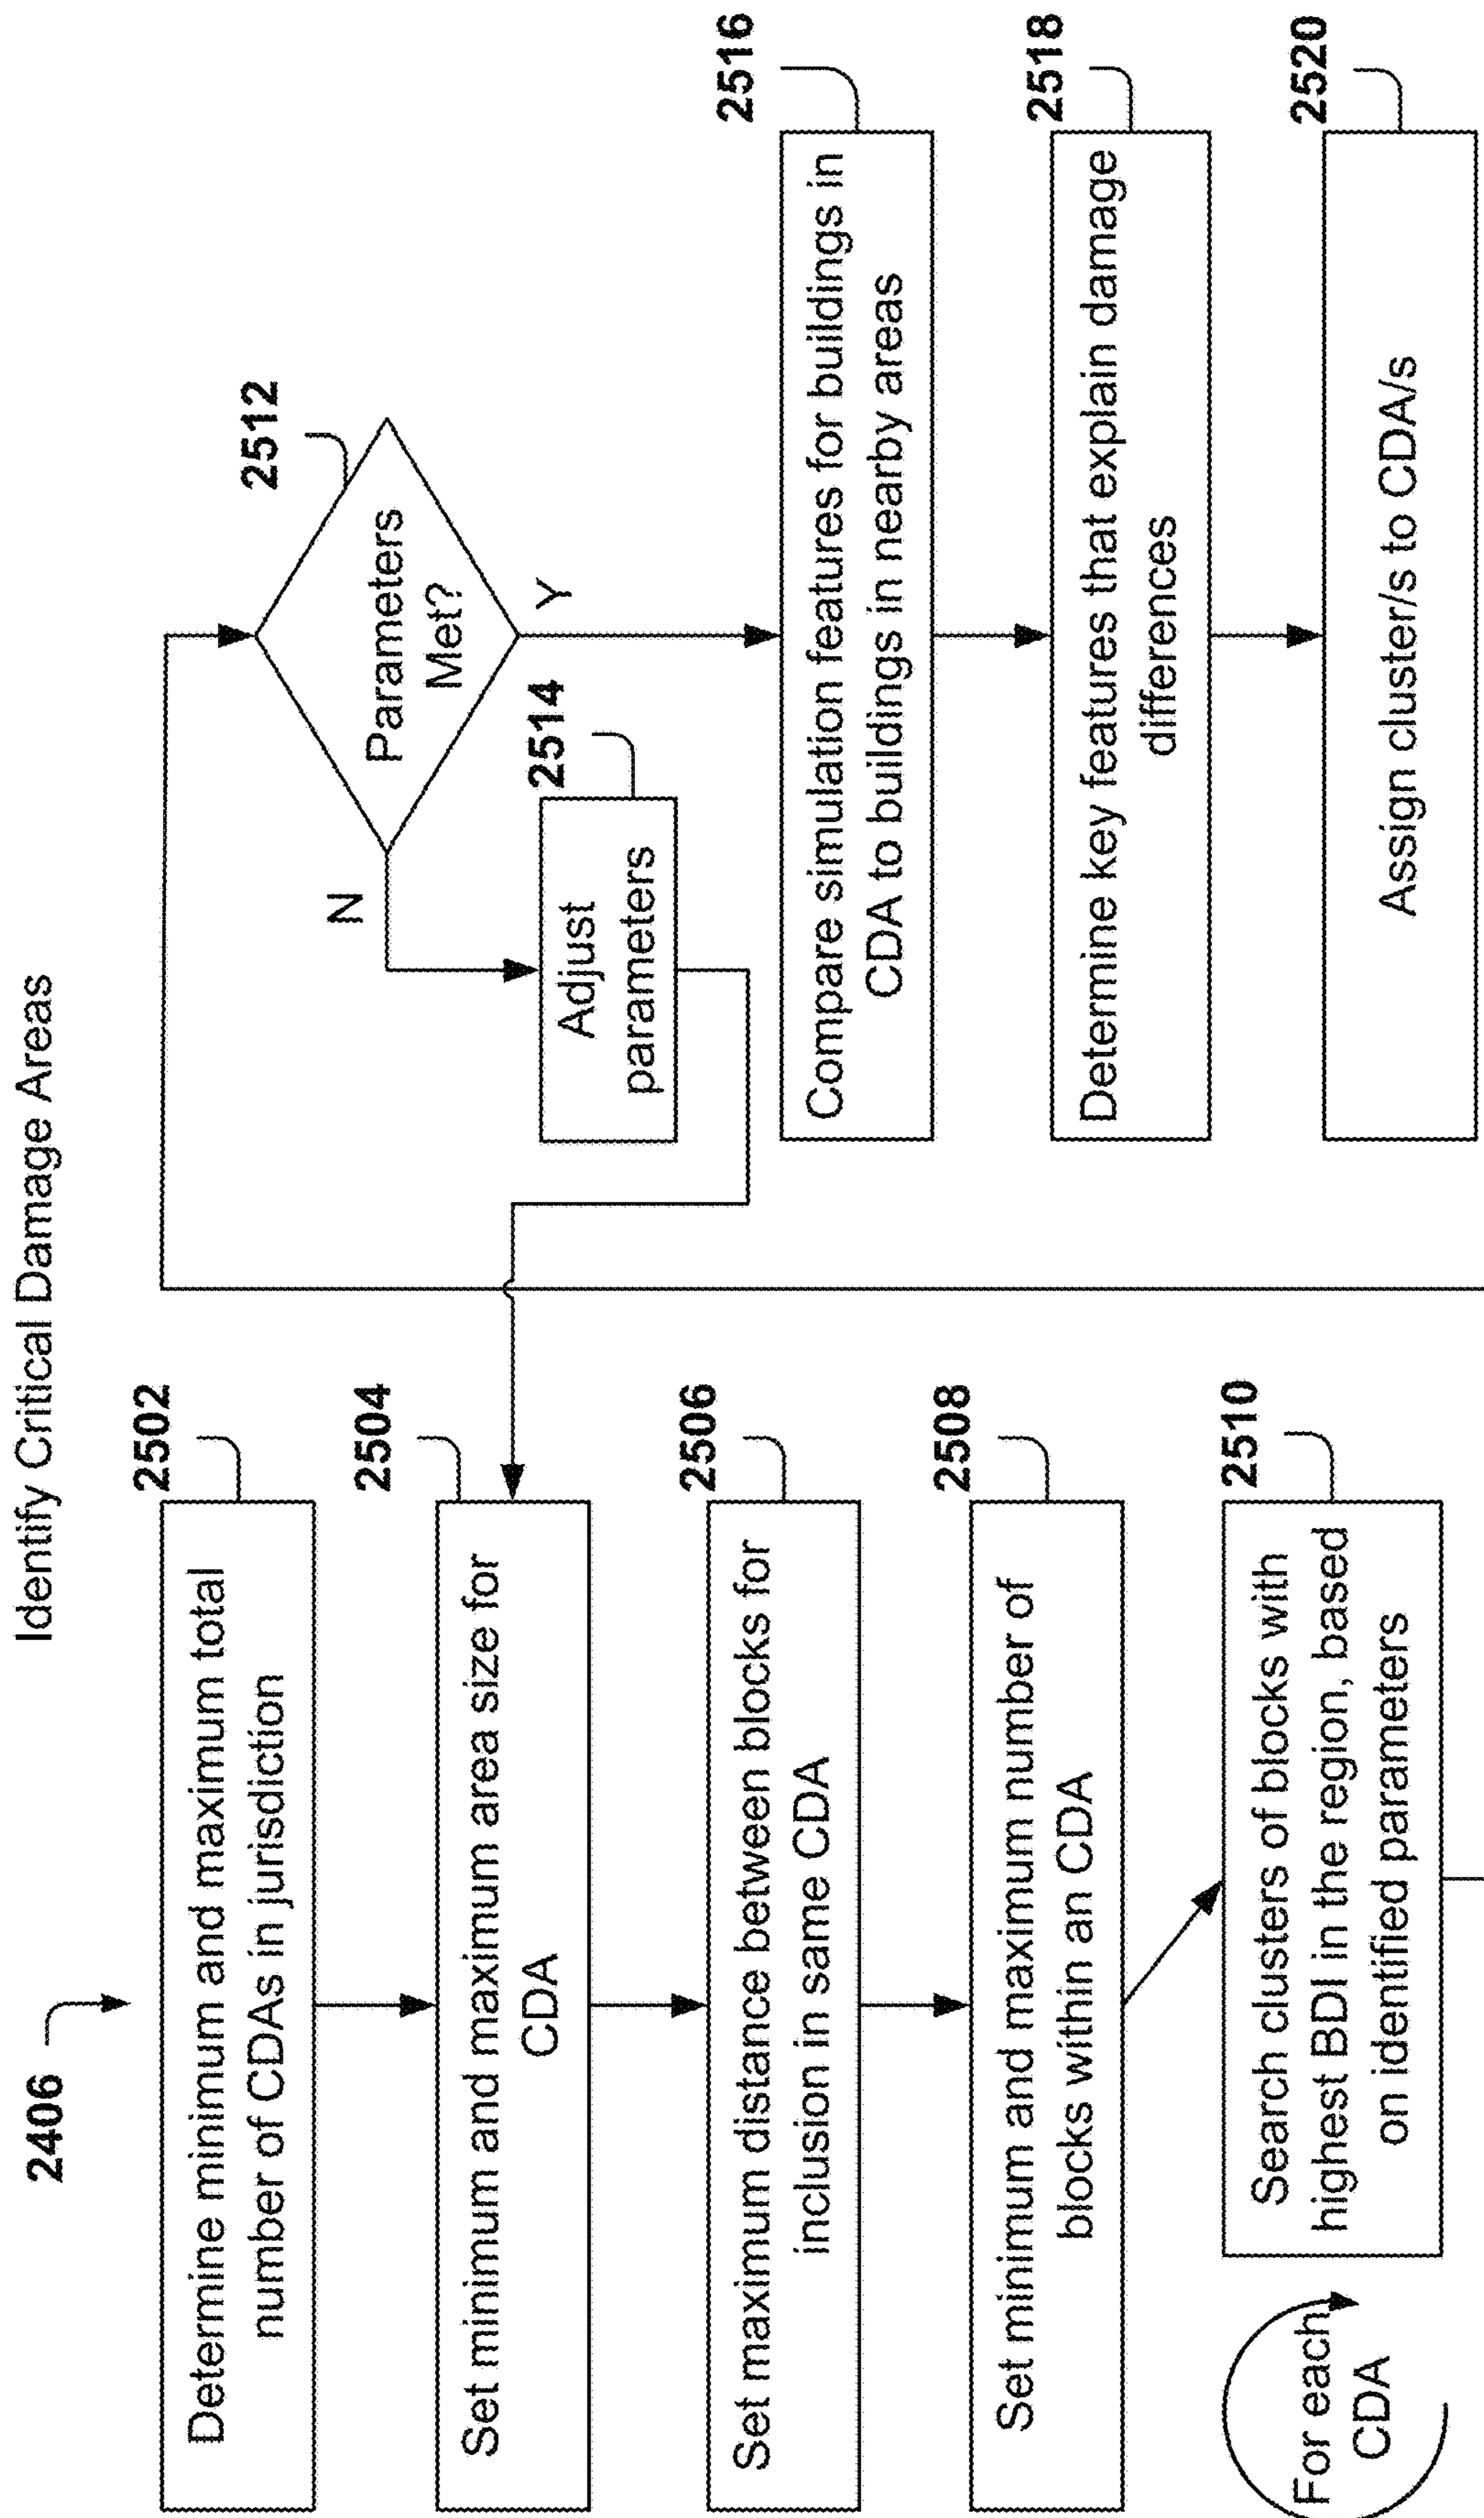 Identify Critical Damage Areas
2406
2502
Determine minimum and maximum total
number of CDAs in jurisdiction
2504
Set minimum and maximum area size for
CDA
2506
Set maximum distance between blocks for
inclusion in same CDA
2508
Set minimum and maximum number of
blocks within an CDA
2510
Search clusters of blocks with
highest BDI in the region, based
on identified parameters
For each
CDA
2512
Parameters
Met?
N
Y
2514
Adjust
parameters
2516
Compare simulation features for buildings in
CDA to buildings in nearby areas
2518
Determine key features that explain damage
differences
2520
Assign cluster/s to CDA/s